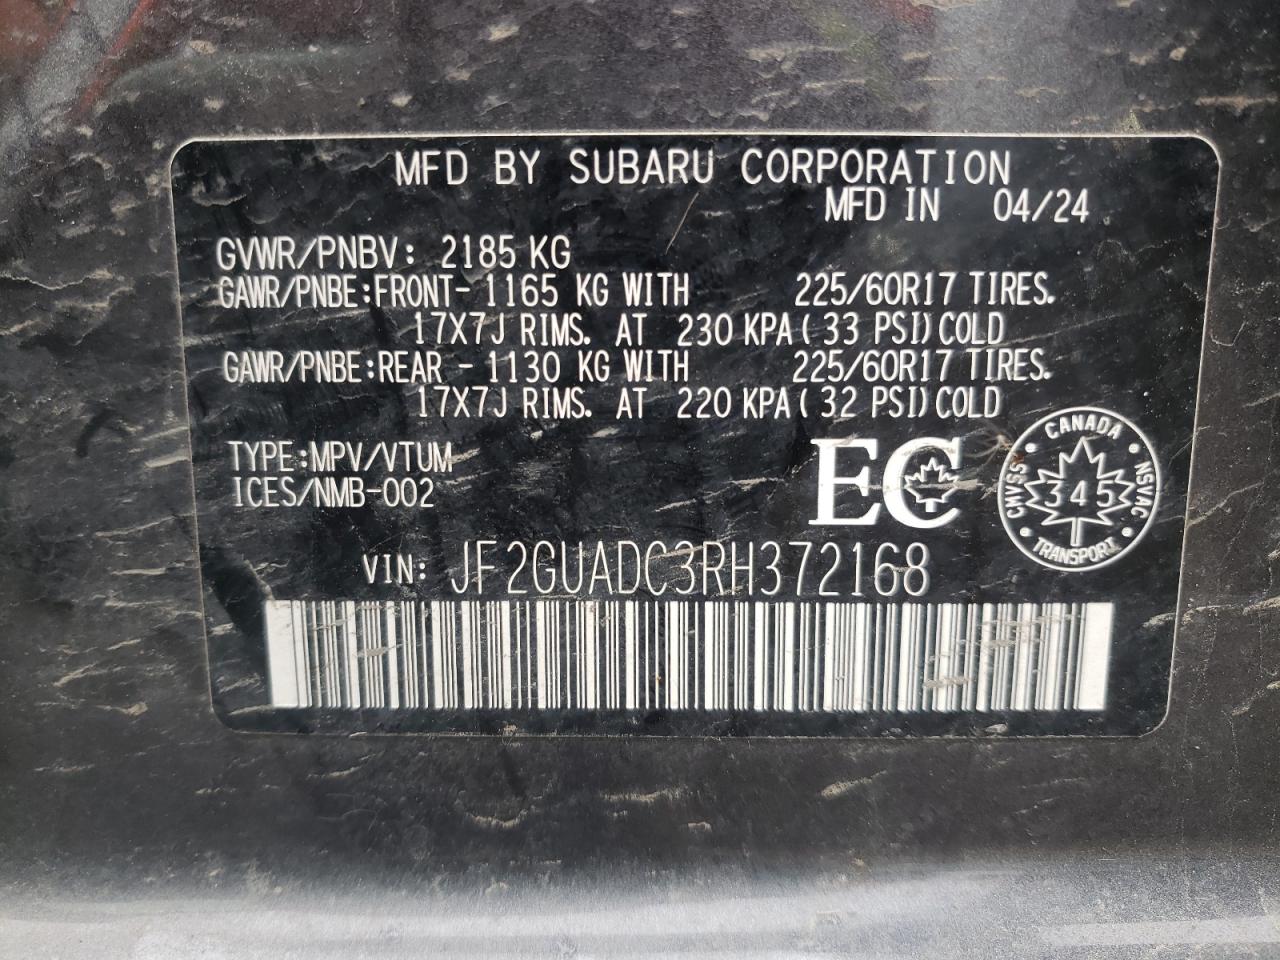 MFD BY SUBARU CORPORATION
MFD IN 04/24
GVWR/PNBV: 2185 KG
GAWR/PNBE:FRONT- 1165 KG WITH 225/60R17 TIRES.
17X7J RIMS. AT 230 KPA(33 PSI)COLD
GAWR/PNBE:REAR - 1130 KG WITH 225/60R17 TIRES.
17X7J RIMS. AT 220 KPA(32 PSI)COLD
TYPE:MPV/VTUM
ICES/NMB-002
EC
CANADA
CMVSS 345 NSVAC
TRANSPORT
VIN: JF2GUADC3RH372168